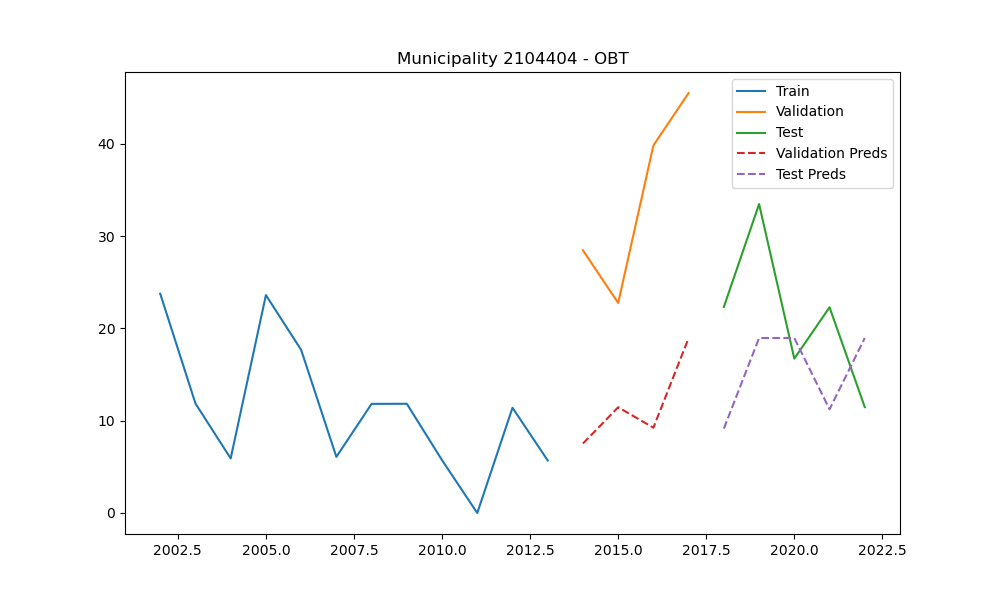 Municipality 2104404 - OBT
Train
Validation
Test
Validation Preds
Test Preds
40
30
20
10
0
2002.5 2005.0 2007.5 2010.0 2012.5 2015.0 2017.5 2020.0 2022.5